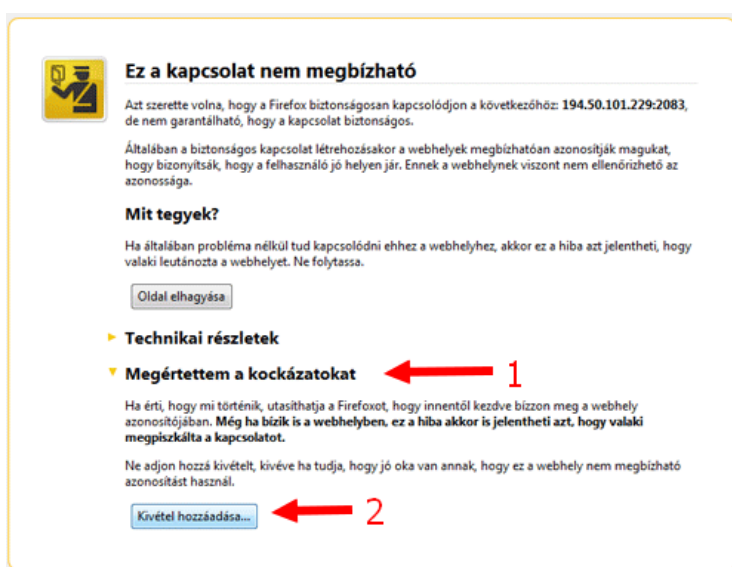 Ez a kapcsolat nem megbízható
Azt szerette volna, hogy a Firefox biztonságosan kapcsolódjon a következőhöz: 194.50.101.229:2083,
de nem garantálható, hogy a kapcsolat biztonságos.
Általában a biztonságos kapcsolat létrehozásakor a webhelyek megbízhatóan azonosítják magukat,
hogy bizonyítsák, hogy a felhasználó jó helyen jár. Ennek a webhelynek viszont nem ellenőrizhető az
azonossága.
Mit tegyek?
Ha általában probléma nélkül tud kapcsolódni ehhez a webhelyhez, akkor ez a hiba azt jelentheti, hogy
valaki leutánozta a webhelyet. Ne folytassa.
Oldal elhagyása
Technikai részletek
Megértettem a kockázatokat 1
Ha érti, hogy mi történik, utasíthatja a Firefoxot, hogy innentől kezdve bízzon meg a webhely
azonosítójában. Még ha bízik is a webhelyben, ez a hiba akkor is jelentheti azt, hogy valaki
megpiszkálta a kapcsolatot.
Ne adjon hozzá kivételt, kivéve ha tudja, hogy jó oka van annak, hogy ez a webhely nem megbízható
azonosítást használ.
Kivétel hozzáadása... 2